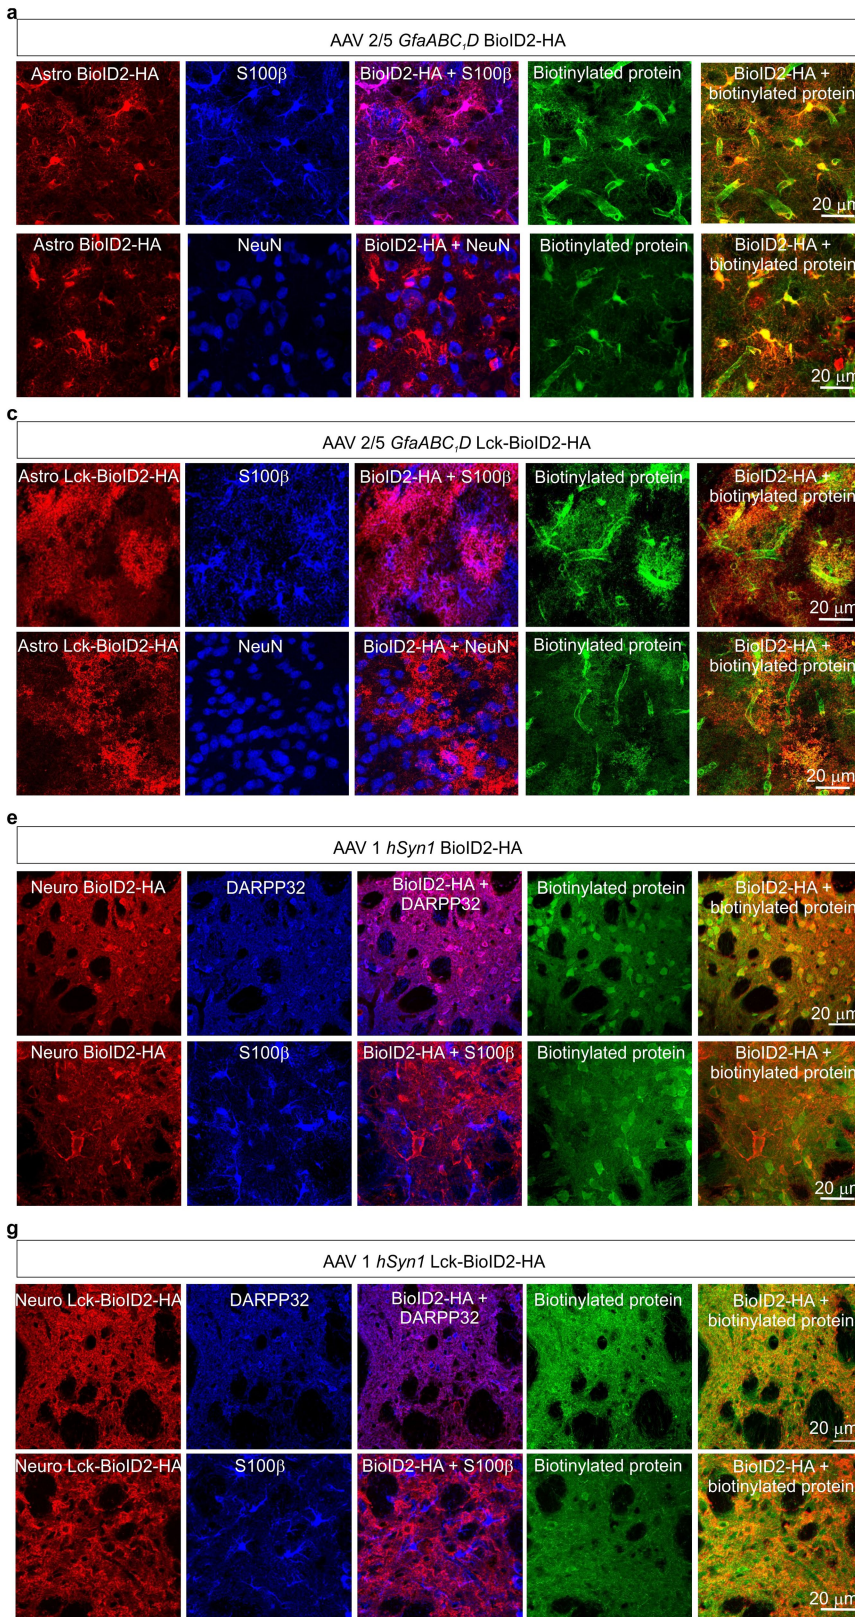 a
AAV 2/5 GfaABC₁D BioID2-HA
Astro BioID2-HA
S100β
BioID2-HA + S100β
Biotinylated protein
BioID2-HA +
biotinylated protein
20 μm
Astro BioID2-HA
NeuN
BioID2-HA + NeuN
Biotinylated protein
BioID2-HA +
biotinylated protein
20 μm
c
AAV 2/5 GfaABC₁D Lck-BioID2-HA
Astro Lck-BioID2-HA
S100β
BioID2-HA + S100β
Biotinylated protein
BioID2-HA +
biotinylated protein
20 μm
Astro Lck-BioID2-HA
NeuN
BioID2-HA + NeuN
Biotinylated protein
BioID2-HA +
biotinylated protein
20 μm
e
AAV 1 hSyn1 BioID2-HA
Neuro BioID2-HA
DARPP32
BioID2-HA +
DARPP32
Biotinylated protein
BioID2-HA +
biotinylated protein
20 μm
Neuro BioID2-HA
S100β
BioID2-HA + S100β
Biotinylated protein
BioID2-HA +
biotinylated protein
20 μm
g
AAV 1 hSyn1 Lck-BioID2-HA
Neuro Lck-BioID2-HA
DARPP32
BioID2-HA +
DARPP32
Biotinylated protein
BioID2-HA +
biotinylated protein
20 μm
Neuro Lck-BioID2-HA
S100β
BioID2-HA + S100β
Biotinylated protein
BioID2-HA +
biotinylated protein
20 μm